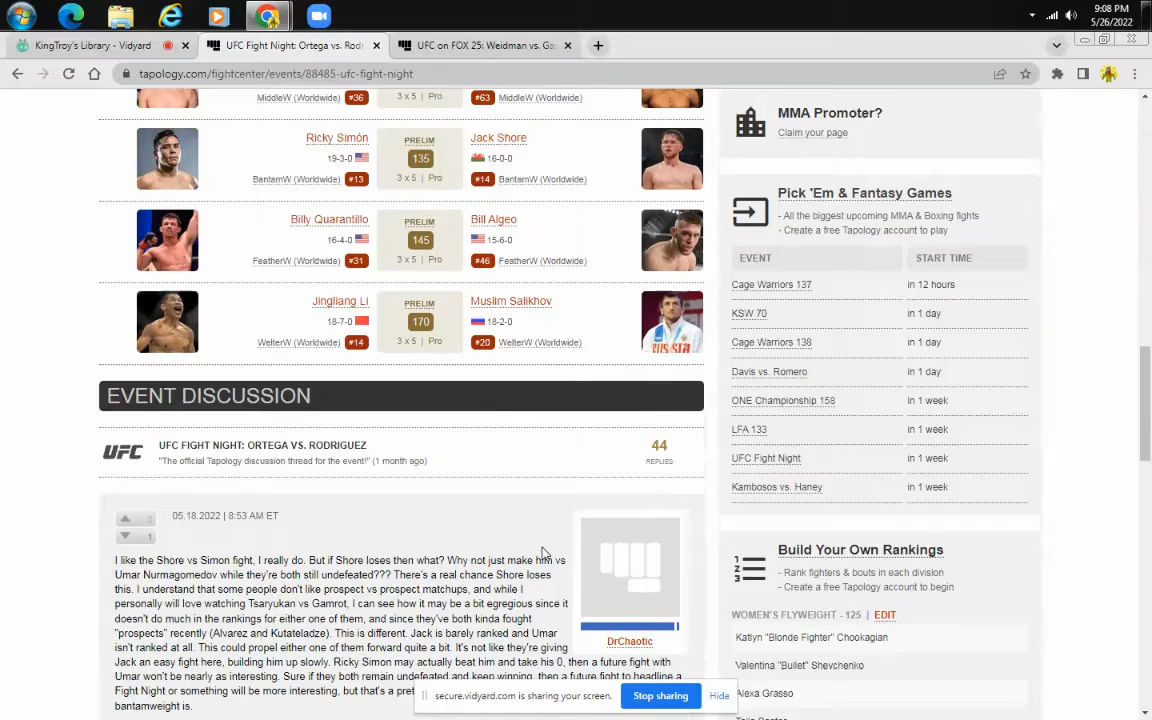 9:08 PM
5/26/2022
KingTroy's Library - Vidyard
UFC Fight Night: Ortega vs. Rod
UFC on FOX 25: Weidman vs. Ga
tapology.com/fightcenter/events/88485-ufc-fight-night
MiddleW (Worldwide) #36 3 x 5 | Pro #63 MiddleW (Worldwide)
Ricky Simón PRELIM Jack Shore
19-3-0 135 16-0-0
BantamW (Worldwide) #13 3 x 5 | Pro #14 BantamW (Worldwide)
Billy Quarantillo PRELIM Bill Algeo
16-4-0 145 15-6-0
FeatherW (Worldwide) #31 3 x 5 | Pro #46 FeatherW (Worldwide)
Jingliang Li PRELIM Muslim Salikhov
18-7-0 170 18-2-0
WelterW (Worldwide) #14 3 x 5 | Pro #20 WelterW (Worldwide)
RUSSIA
EVENT DISCUSSION
UFC UFC FIGHT NIGHT: ORTEGA VS. RODRIGUEZ 44
"The official Tapology discussion thread for the event!" (1 month ago) REPLIES
0 05.18.2022 | 8:53 AM ET
1
I like the Shore vs Simon fight, I really do. But if Shore loses then what? Why not just make him vs
Umar Nurmagomedov while they're both still undefeated??? There's a real chance Shore loses
this. I understand that some people don't like prospect vs prospect matchups, and while I
personally will love watching Tsaryukan vs Gamrot, I can see how it may be a bit egregious since it
doesn't do much in the rankings for either one of them, and since they've both kinda fought
"prospects" recently (Alvarez and Kutateladze). This is different. Jack is barely ranked and Umar
isn't ranked at all. This could propel either one of them forward quite a bit. It's not like they're giving
Jack an easy fight here, building him up slowly. Ricky Simon may actually beat him and take his 0, then a future fight with
Umar won't be nearly as interesting. Sure if they both remain undefeated and keep winning, then a future fight to headline a
Fight Night or something will be more interesting, but that's a pret
bantamweight is.
DrChaotic
secure.vidyard.com is sharing your screen. Stop sharing Hide
MMA Promoter?
Claim your page
Pick 'Em & Fantasy Games
- All the biggest upcoming MMA & Boxing fights
- Create a free Tapology account to play
EVENT START TIME
Cage Warriors 137 in 12 hours
KSW 70 in 1 day
Cage Warriors 138 in 1 day
Davis vs. Romero in 1 day
ONE Championship 158 in 1 week
LFA 133 in 1 week
UFC Fight Night in 1 week
Kambosos vs. Haney in 1 week
Build Your Own Rankings
- Rank fighters & bouts in each division
- Create a free Tapology account to begin
WOMEN'S FLYWEIGHT - 125 | EDIT
Katlyn "Blonde Fighter" Chookagian
Valentina "Bullet" Shevchenko
Alexa Grasso